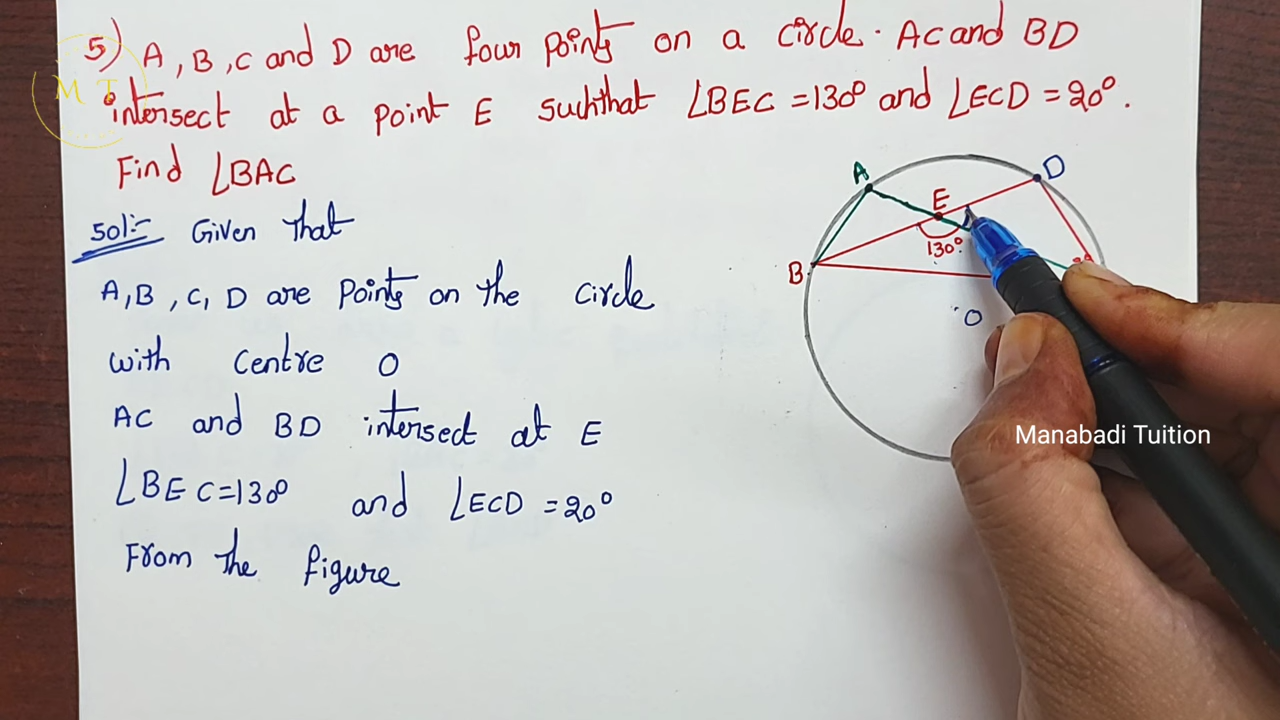 5) A, B, C and D are four points on a circle. AC and BD
intersect at a point E suchthat ∠BEC = 130° and ∠ECD = 20°.
Find ∠BAC
Sol:- Given that
A, B, C, D are Points on the circle
with centre O
AC and BD intersect at E
∠BEC = 130° and ∠ECD = 20°
From the figure
M T
A
D
E
130°
B
O
Manabadi Tuition